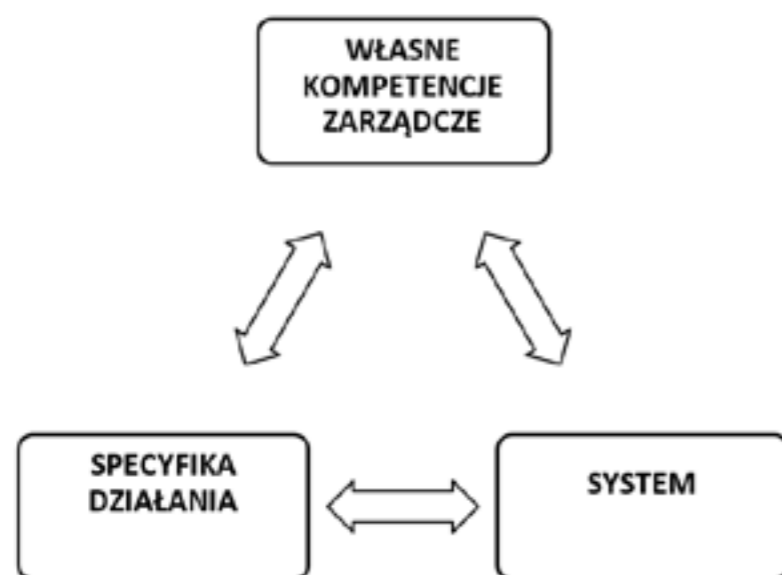 WŁASNE
KOMPETENCJE
ZARZĄDCZE
SPECYFIKA
DZIAŁANIA
SYSTEM